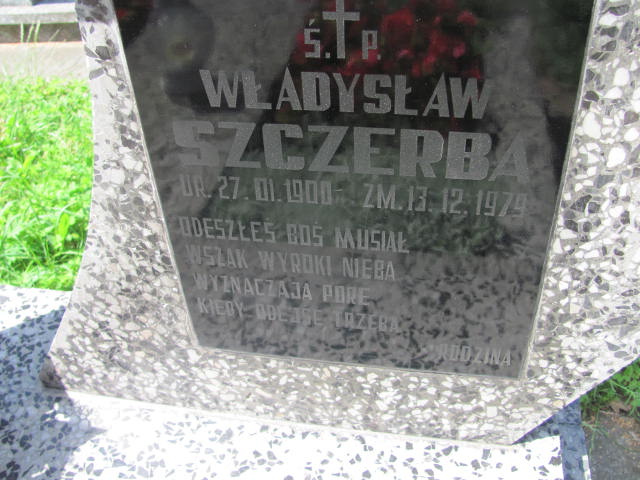 Ś. P.
WŁADYSŁAW
SZCZERBA
UR. 27. 01. 1900 - ZM. 13. 12. 1979
ODESZŁEŚ BOŚ MUSIAŁ
WSZAK WYROKI NIEBA
WYZNACZAJĄ PORĘ
KIEDY ODEJŚĆ TRZEBA
RODZINA